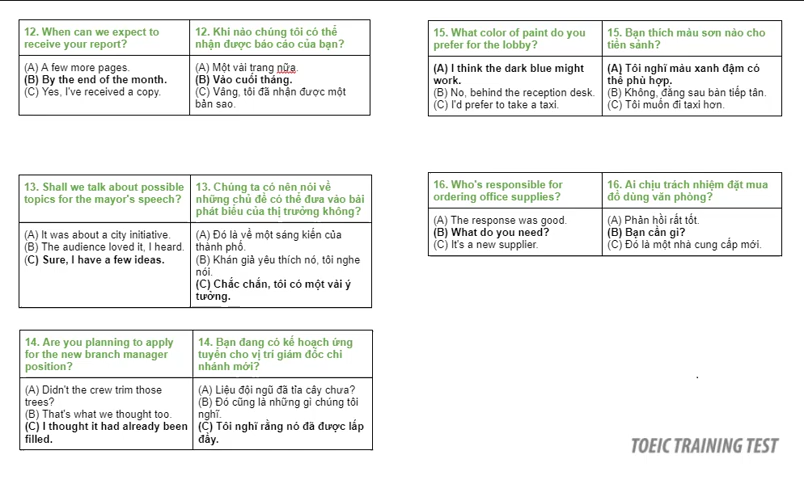 12. When can we expect to
receive your report?
(A) A few more pages.
(B) By the end of the month.
(C) Yes, I've received a copy.
12. Khi nào chúng tôi có thể
nhận được báo cáo của bạn?
(A) Một vài trang nữa.
(B) Vào cuối tháng.
(C) Vâng, tôi đã nhận được một
bản sao.
13. Shall we talk about possible
topics for the mayor's speech?
(A) It was about a city initiative.
(B) The audience loved it, I heard.
(C) Sure, I have a few ideas.
13. Chúng ta có nên nói về
những chủ đề có thể đưa vào bài
phát biểu của thị trưởng không?
(A) Đó là về một sáng kiến của
thành phố.
(B) Khán giả yêu thích nó, tôi nghe
nói.
(C) Chắc chắn, tôi có một vài ý
tưởng.
14. Are you planning to apply
for the new branch manager
position?
(A) Didn't the crew trim those
trees?
(B) That's what we thought too.
(C) I thought it had already been
filled.
14. Bạn đang có kế hoạch ứng
tuyển cho vị trí giám đốc chi
nhánh mới?
(A) Liệu đội ngũ đã tỉa cây chưa?
(B) Đó cũng là những gì chúng tôi
nghĩ.
(C) Tôi nghĩ rằng nó đã được lấp
đầy.
15. What color of paint do you
prefer for the lobby?
(A) I think the dark blue might
work.
(B) No, behind the reception desk.
(C) I'd prefer to take a taxi.
15. Bạn thích màu sơn nào cho
tiền sảnh?
(A) Tôi nghĩ màu xanh đậm có
thể phù hợp.
(B) Không, đằng sau bàn tiếp tân.
(C) Tôi muốn đi taxi hơn.
16. Who's responsible for
ordering office supplies?
(A) The response was good.
(B) What do you need?
(C) It's a new supplier.
16. Ai chịu trách nhiệm đặt mua
đồ dùng văn phòng?
(A) Phản hồi rất tốt.
(B) Bạn cần gì?
(C) Đó là một nhà cung cấp mới.
TOEIC TRAINING TEST